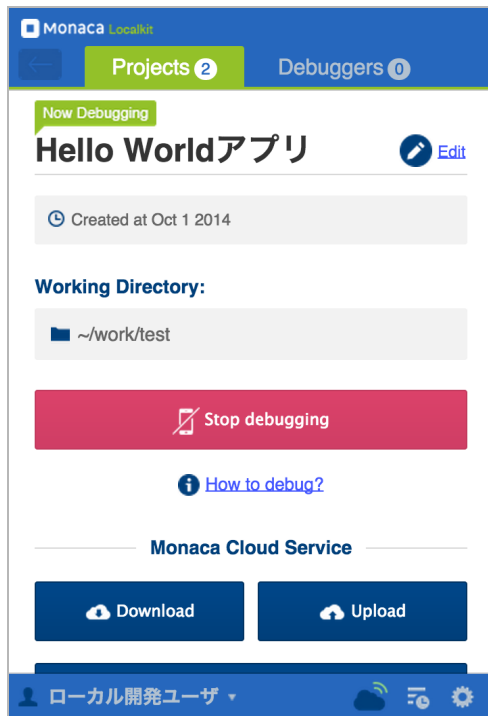 Monaca Localkit
Projects 2
Debuggers 0
Now Debugging
Hello Worldアプリ
Edit
Created at Oct 1 2014
Working Directory:
~/work/test
Stop debugging
How to debug?
Monaca Cloud Service
Download
Upload
ローカル開発ユーザ